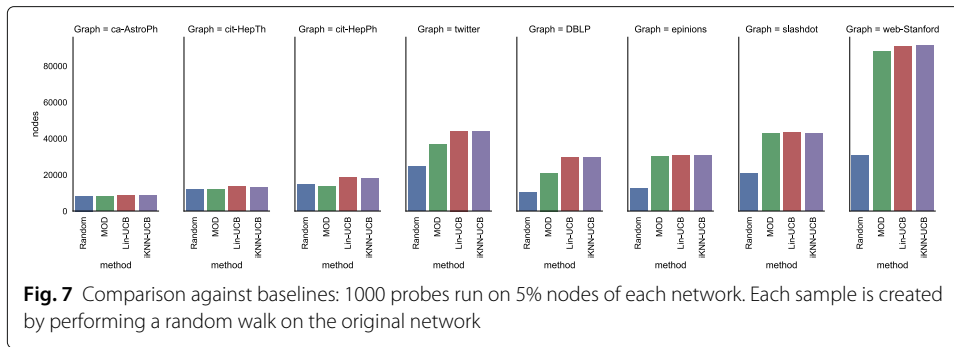 Graph = ca-AstroPh Graph = cit-HepTh Graph = cit-HepPh Graph = twitter Graph = DBLP Graph = epinions Graph = slashdot Graph = web-Stanford
80000
60000
40000
20000
0
nodes
Random MOD Lin-UCB iKNN-UCB Random MOD Lin-UCB iKNN-UCB Random MOD Lin-UCB iKNN-UCB Random MOD Lin-UCB iKNN-UCB Random MOD Lin-UCB iKNN-UCB Random MOD Lin-UCB iKNN-UCB Random MOD Lin-UCB iKNN-UCB Random MOD Lin-UCB iKNN-UCB
method method method method method method method method
Fig. 7 Comparison against baselines: 1000 probes run on 5% nodes of each network. Each sample is created
by performing a random walk on the original network